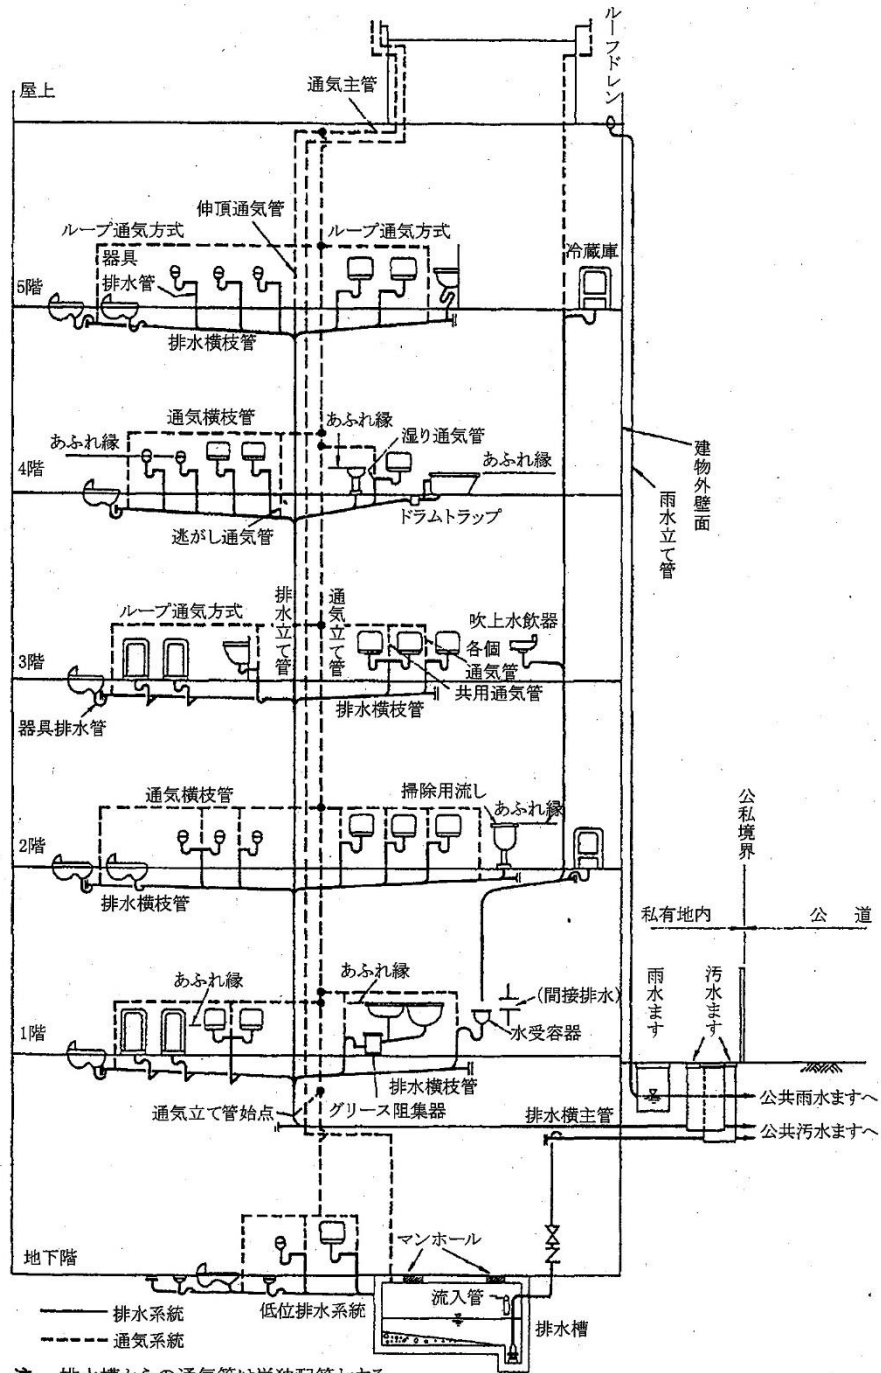 ルーフドレン
屋上
通気主管
伸頂通気管
ループ通気方式
ループ通気方式
器具
排水管
冷蔵庫
5階
排水横枝管
通気横枝管
あふれ縁
湿り通気管
あふれ縁
あふれ縁
4階
逃がし通気管
ドラムトラップ
建物外壁面
雨水立て管
ループ通気方式
排水立て管
通気立て管
吹上水飲器
各個
通気管
3階
共用通気管
排水横枝管
器具排水管
通気横枝管
掃除用流し
あふれ縁
2階
排水横枝管
公私境界
私有地内
公道
あふれ縁
あふれ縁
(間接排水)
雨水ます
汚水ます
1階
水受容器
排水横枝管
通気立て管始点
グリース阻集器
排水横主管
公共雨水ますへ
公共汚水ますへ
マンホール
地下階
流入管
低位排水系統
排水槽
排水系統
通気系統